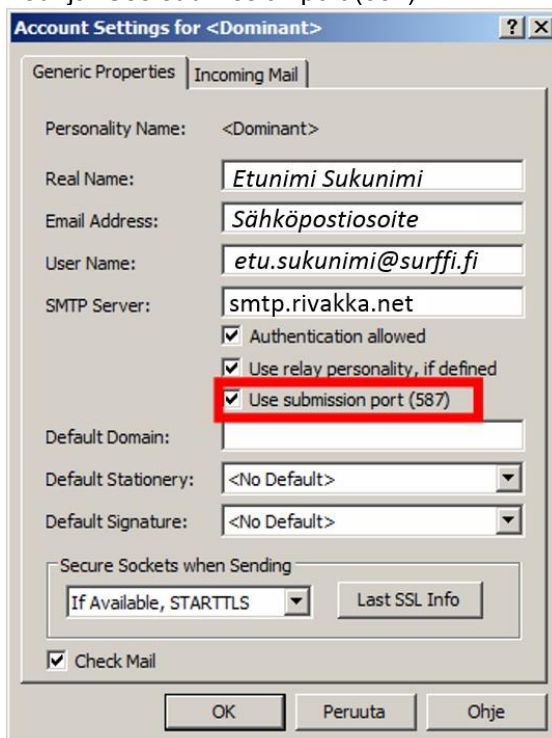 Account Settings for <Dominant>
Generic Properties
Incoming Mail
Personality Name: <Dominant>
Real Name: Etunimi Sukunimi
Email Address: Sähköpostiosoite
User Name: etu.sukunimi@surffi.fi
SMTP Server: smtp.rivakka.net
Authentication allowed
Use relay personality, if defined
Use submission port (587)
Default Domain:
Default Stationery: <No Default>
Default Signature: <No Default>
Secure Sockets when Sending
If Available, STARTTLS
Last SSL Info
Check Mail
OK
Peruuta
Ohje